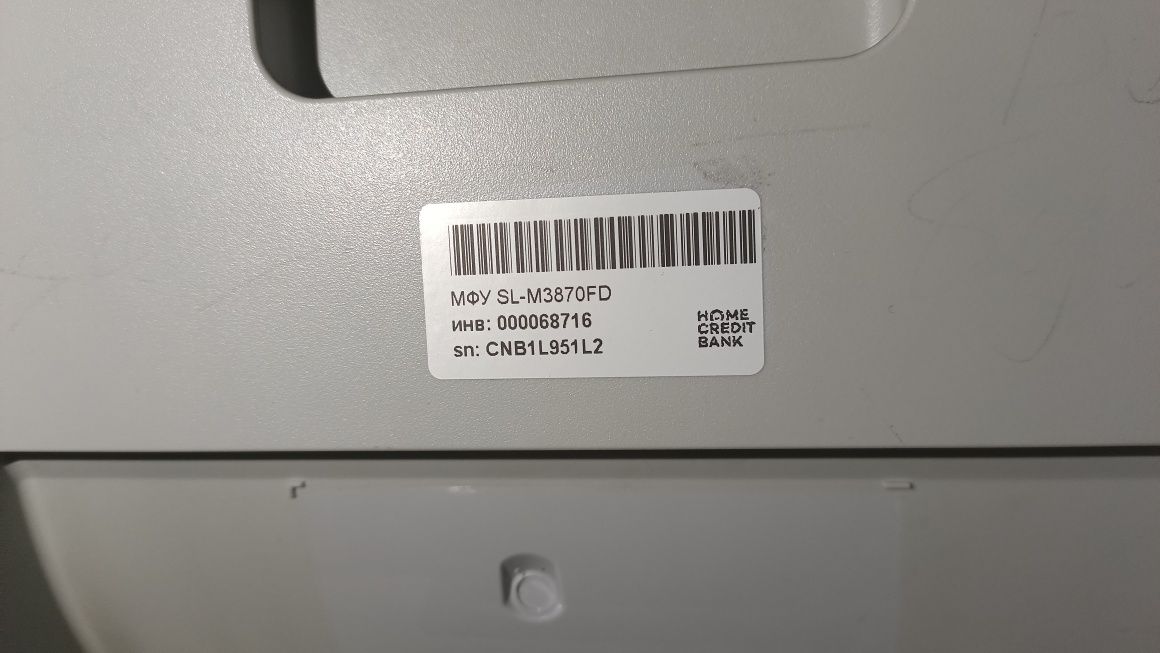 МФУ SL-M3870FD
инв: 000068716
sn: CNB1L951L2
HOME
CREDIT
BANK